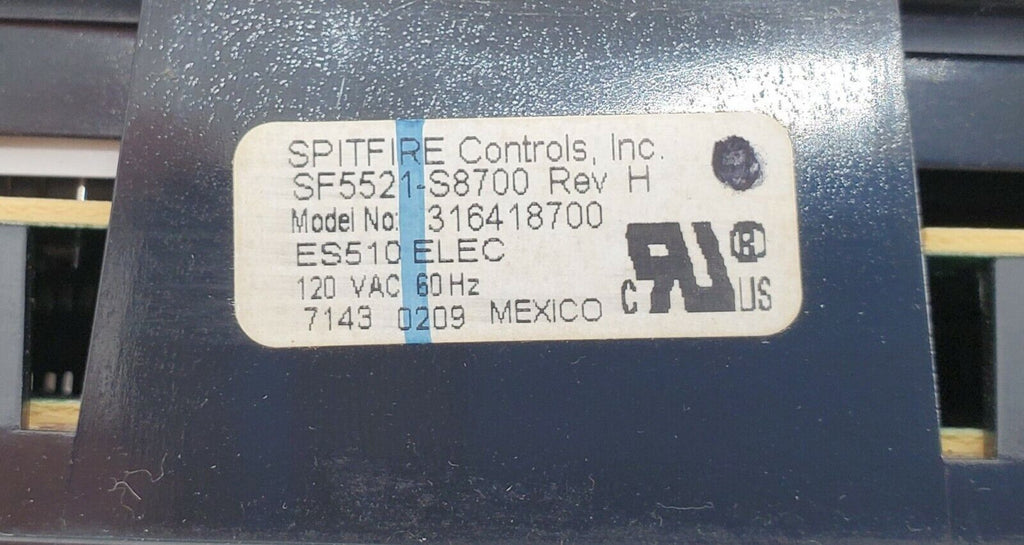 SPITFIRE Controls, Inc.
SF5521-S8700 Rev H
Model No: 316418700
ES510 ELEC
120 VAC 60 Hz
7143 0209 MEXICO
C RU ® US